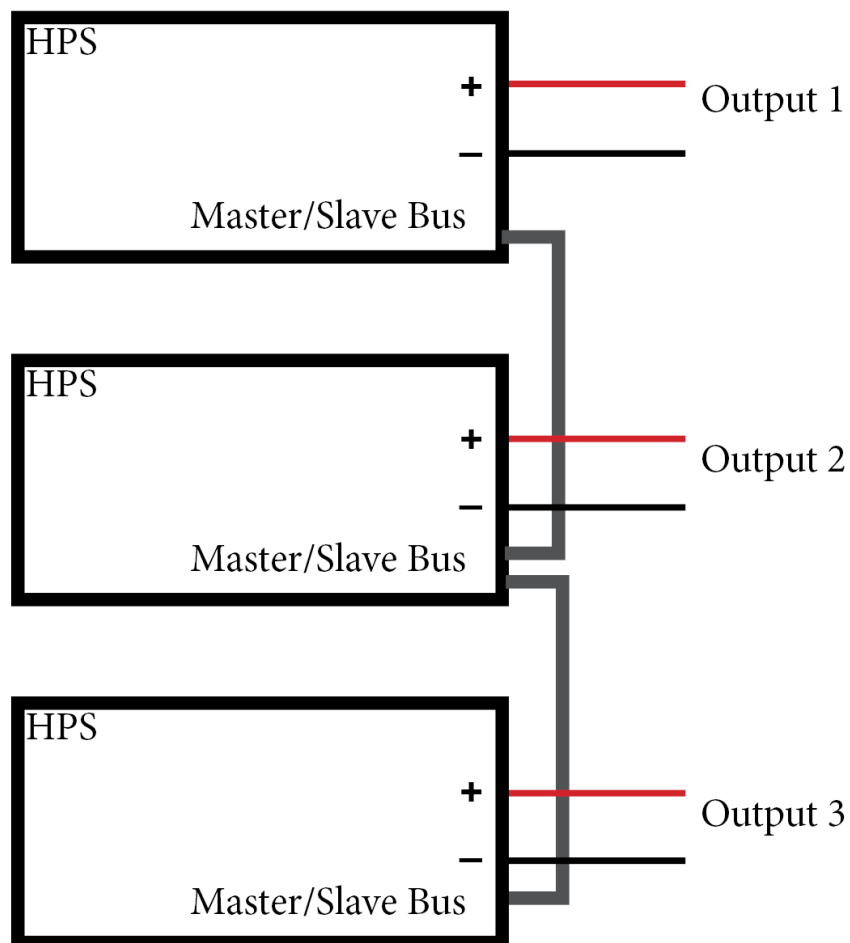 HPS
+
Output 1
–
Master/Slave Bus
HPS
+
Output 2
–
Master/Slave Bus
HPS
+
Output 3
–
Master/Slave Bus